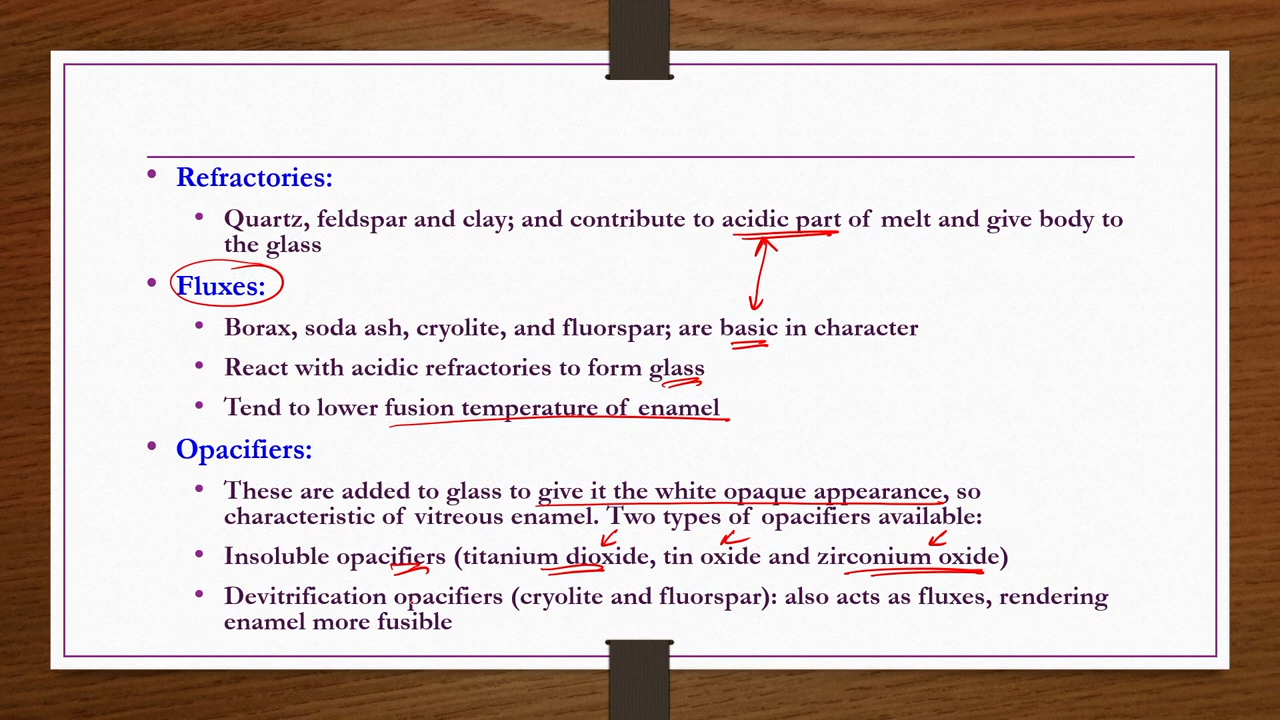 • Refractories:
• Quartz, feldspar and clay; and contribute to acidic part of melt and give body to
the glass
• Fluxes:
• Borax, soda ash, cryolite, and fluorspar; are basic in character
• React with acidic refractories to form glass
• Tend to lower fusion temperature of enamel
• Opacifiers:
• These are added to glass to give it the white opaque appearance, so
characteristic of vitreous enamel. Two types of opacifiers available:
• Insoluble opacifiers (titanium dioxide, tin oxide and zirconium oxide)
• Devitrification opacifiers (cryolite and fluorspar): also acts as fluxes, rendering
enamel more fusible